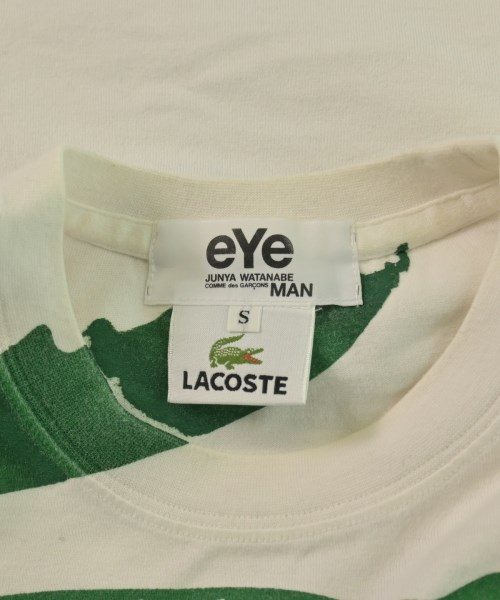 eYe
JUNYA WATANABE
COMME des GARÇONS MAN
S
LACOSTE